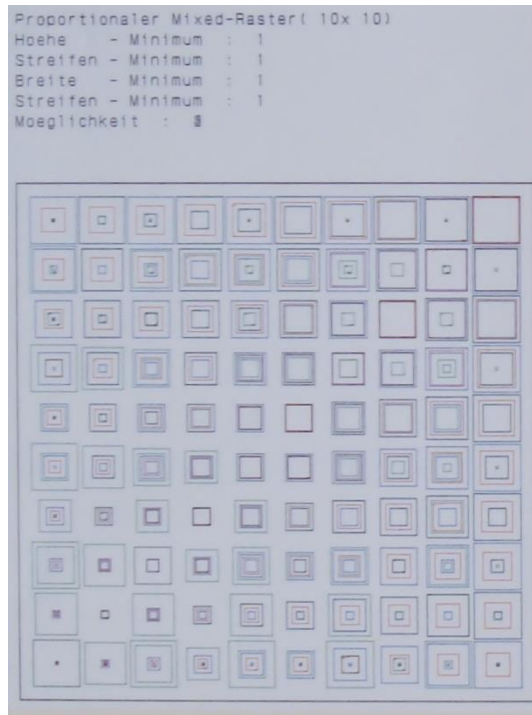 Proportionaler Mixed-Raster( 10x 10)
Hoehe    - Minimum  :  1
Streifen - Minimum  :  1
Breite   - Minimum  :  1
Streifen - Minimum  :  1
Moeglichkeit  :